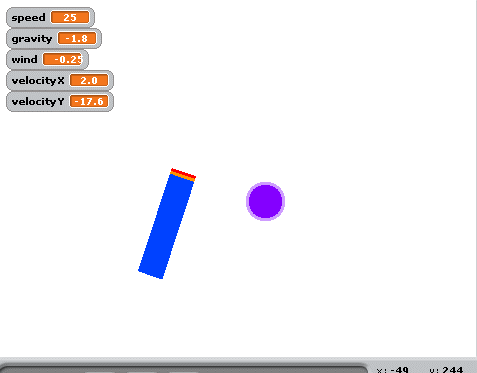 speed 25
gravity -1.8
wind -0.25
velocityX 2.0
velocityY -17.6
x: -49 y: 244